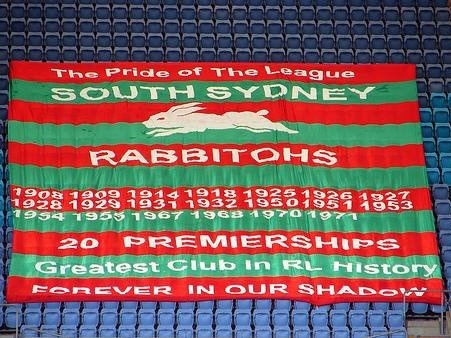 The Pride of The League
SOUTH SYDNEY
RABBITOHS
1908 1909 1914 1918 1925 1926 1927
1928 1929 1931 1932 1950 1951 1953
1954 1955 1967 1968 1970 1971
20 PREMIERSHIPS
Greatest Club In RL History
FOREVER IN OUR SHADOW